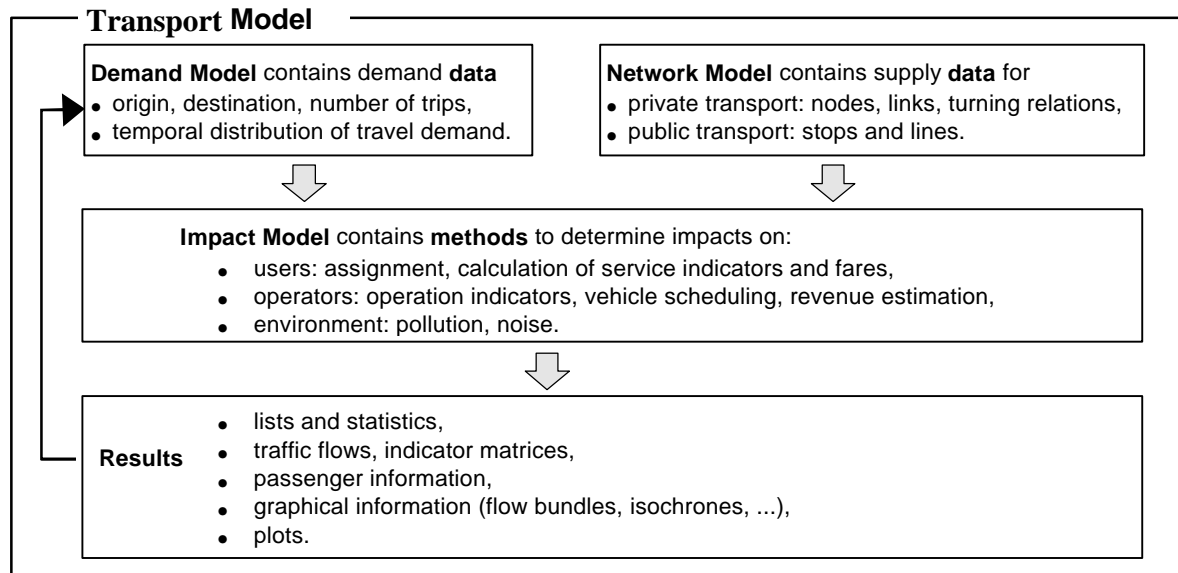 Transport Model
Demand Model contains demand data
• origin, destination, number of trips,
• temporal distribution of travel demand.
Network Model contains supply data for
• private transport: nodes, links, turning relations,
• public transport: stops and lines.
Impact Model contains methods to determine impacts on:
• users: assignment, calculation of service indicators and fares,
• operators: operation indicators, vehicle scheduling, revenue estimation,
• environment: pollution, noise.
Results
• lists and statistics,
• traffic flows, indicator matrices,
• passenger information,
• graphical information (flow bundles, isochrones, ...),
• plots.